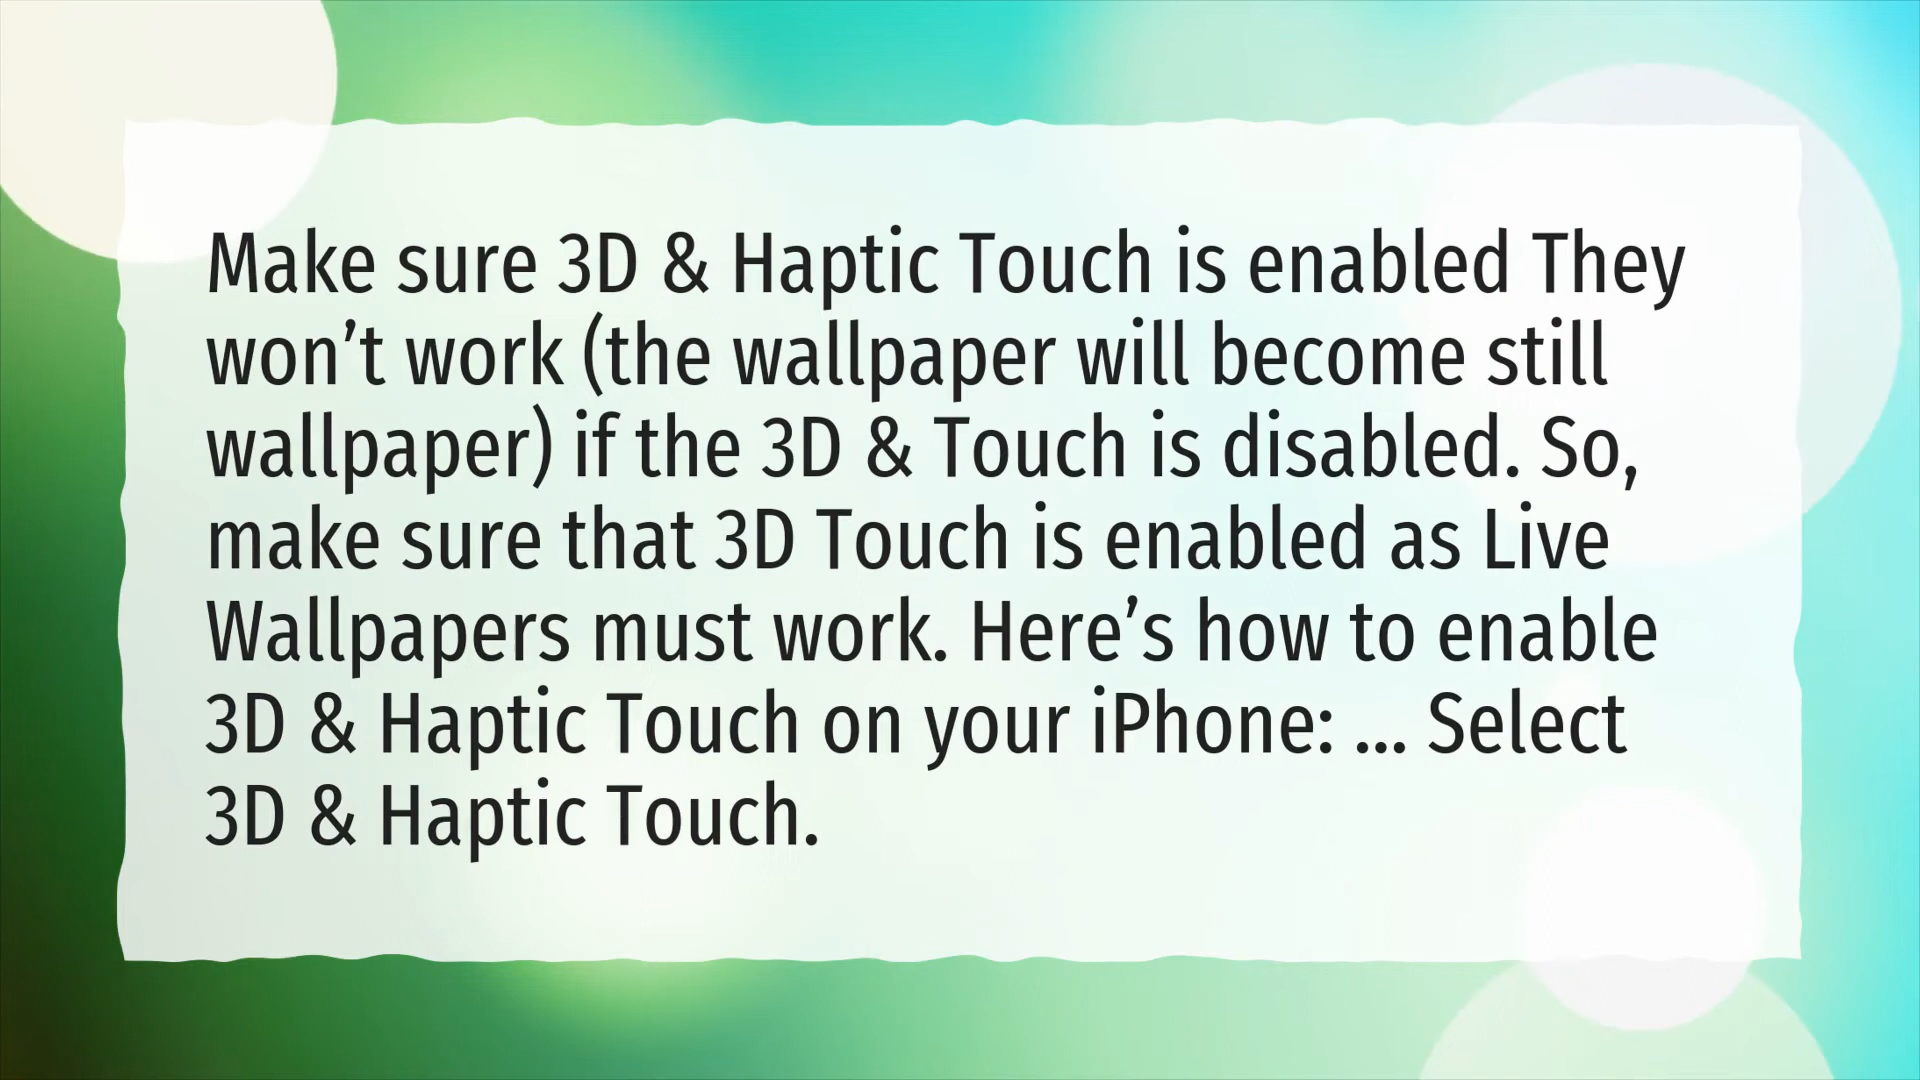 Make sure 3D & Haptic Touch is enabled They
won’t work (the wallpaper will become still
wallpaper) if the 3D & Touch is disabled. So,
make sure that 3D Touch is enabled as Live
Wallpapers must work. Here’s how to enable
3D & Haptic Touch on your iPhone: ... Select
3D & Haptic Touch.